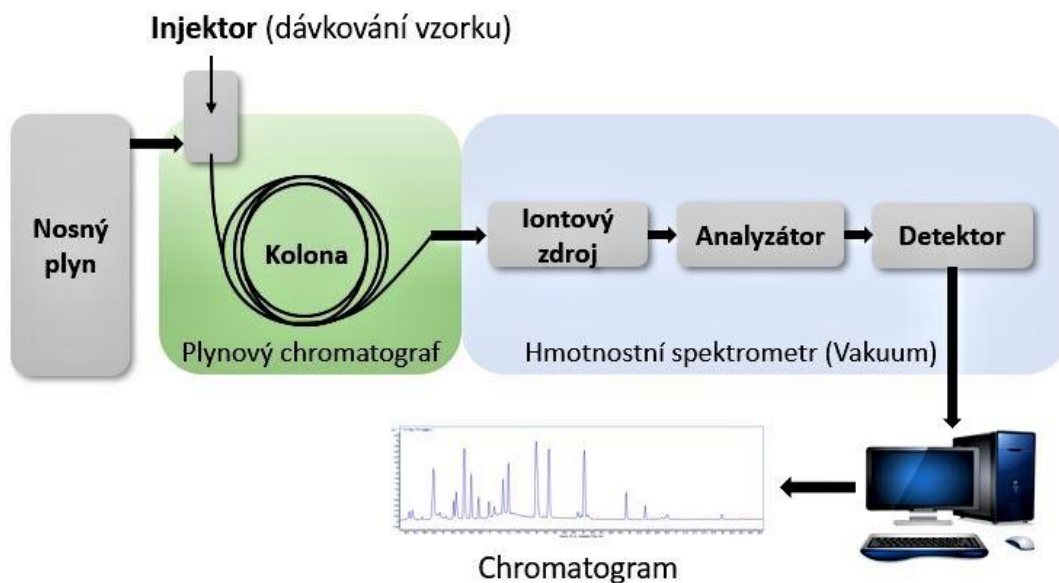 Injektor (dávkování vzorku)
Nosný
plyn
Kolona
Plynový chromatograf
Iontový
zdroj
Analyzátor
Detektor
Hmotnostní spektrometr (Vakuum)
Chromatogram